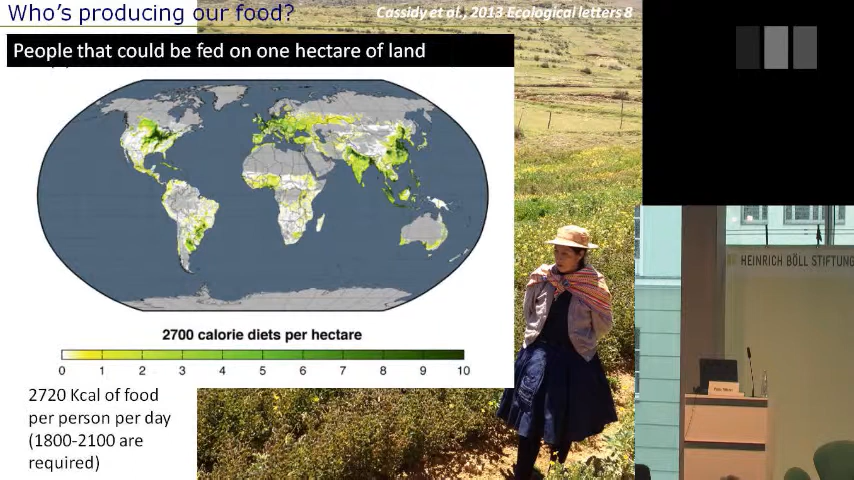 Who's producing our food?
Cassidy et al., 2013 Ecological letters 8
People that could be fed on one hectare of land
2700 calorie diets per hectare
0 1 2 3 4 5 6 7 8 9 10
2720 Kcal of food
per person per day
(1800-2100 are
required)
HEINRICH BÖLL STIFTUNG